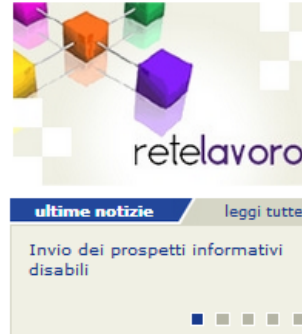 retelavoro
ultime notizie
leggi tutte
Invio dei prospetti informativi
disabili